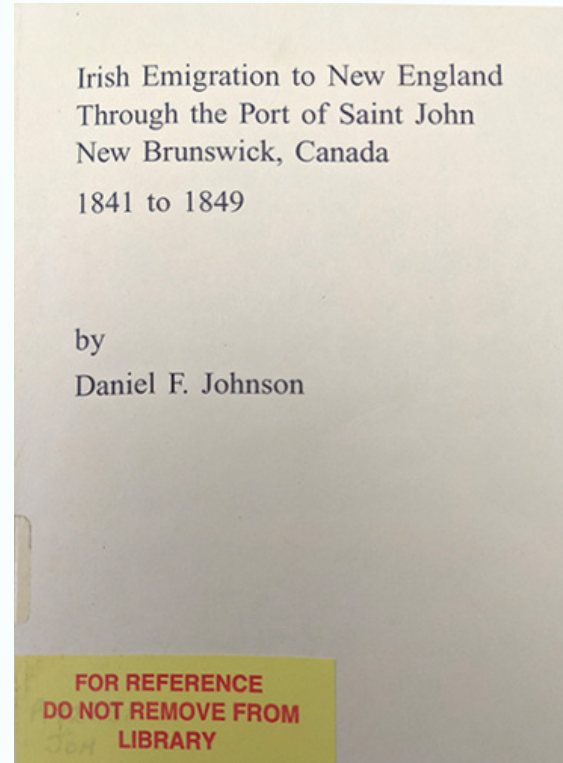 Irish Emigration to New England
Through the Port of Saint John
New Brunswick, Canada
1841 to 1849
by
Daniel F. Johnson
FOR REFERENCE
DO NOT REMOVE FROM
LIBRARY